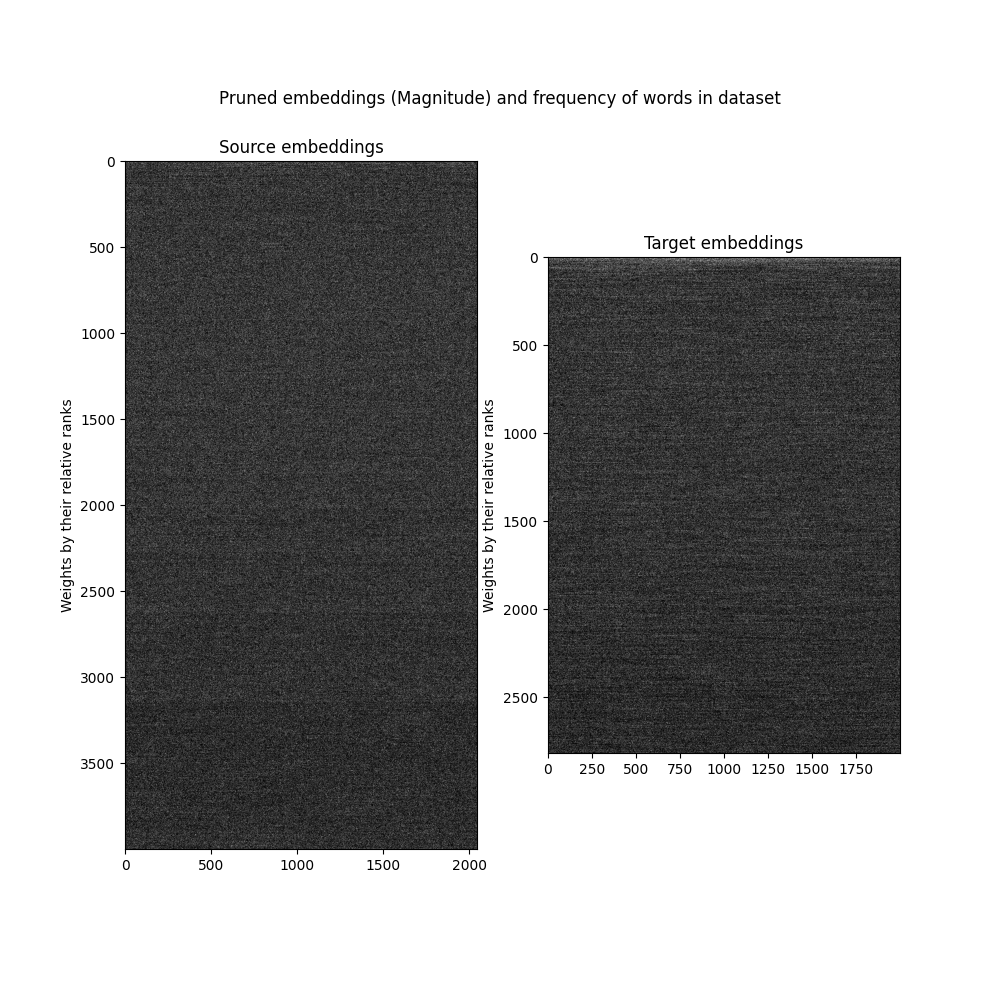 Pruned embeddings (Magnitude) and frequency of words in dataset
Source embeddings
0
500
1000
1500
2000
2500
3000
3500
Weights by their relative ranks
0 500 1000 1500 2000
Target embeddings
0
500
1000
1500
2000
2500
Weights by their relative ranks
0 250 500 750 1000 1250 1500 1750